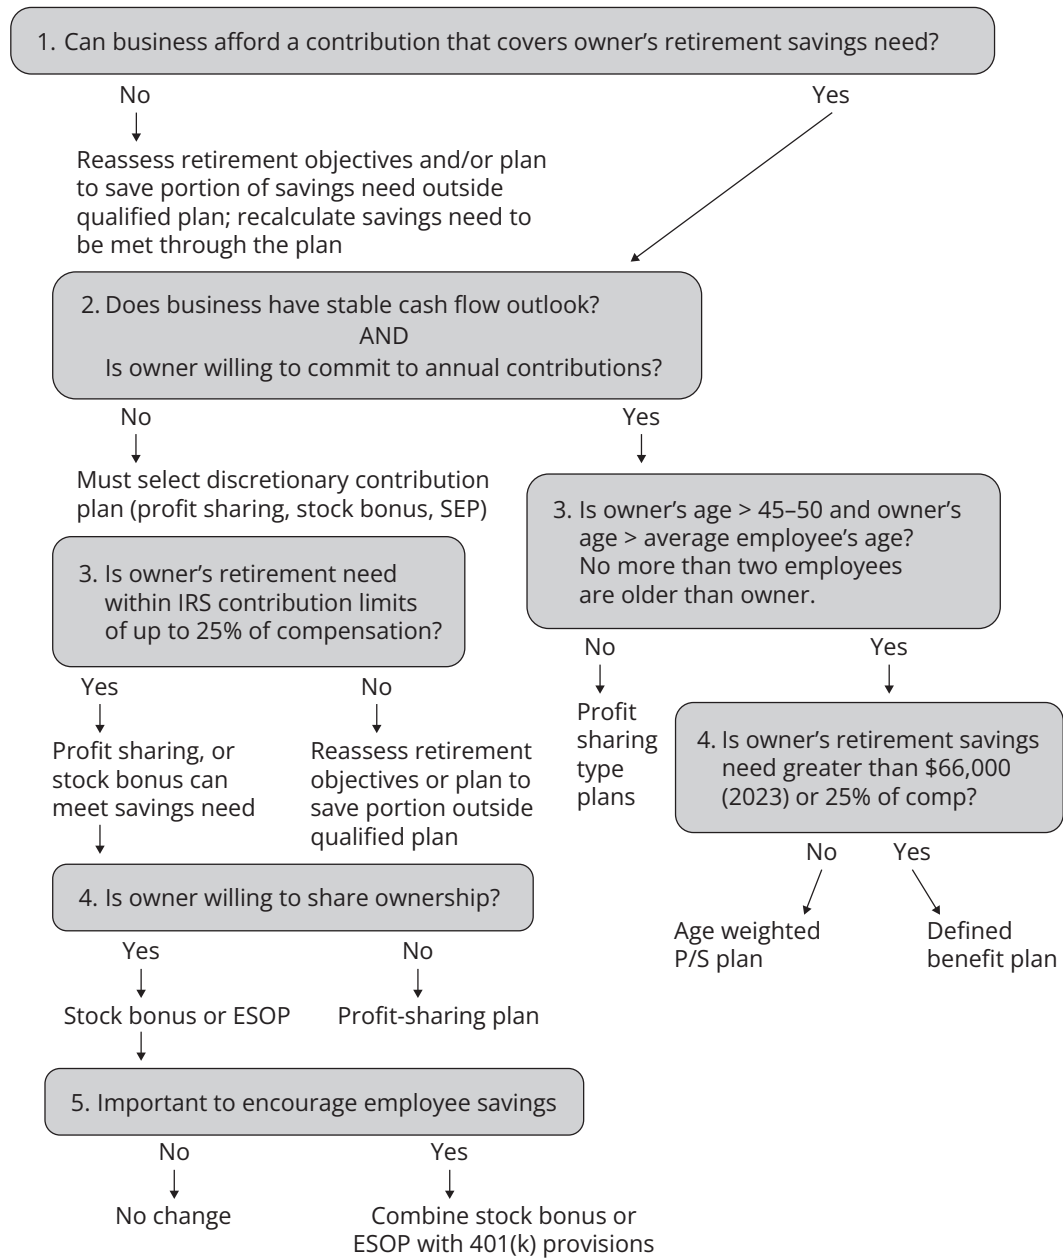 1. Can business afford a contribution that covers owner’s retirement savings need?
No
Yes
Reassess retirement objectives and/or plan
to save portion of savings need outside
qualified plan; recalculate savings need to
be met through the plan
2. Does business have stable cash flow outlook?
AND
Is owner willing to commit to annual contributions?
No
Yes
Must select discretionary contribution
plan (profit sharing, stock bonus, SEP)
3. Is owner’s age > 45–50 and owner’s
age > average employee’s age?
No more than two employees
are older than owner.
3. Is owner’s retirement need
within IRS contribution limits
of up to 25% of compensation?
No
Yes
Yes
No
Profit
sharing
type
plans
4. Is owner’s retirement savings
need greater than $66,000
(2023) or 25% of comp?
Profit sharing, or
stock bonus can
meet savings need
Reassess retirement
objectives or plan to
save portion outside
qualified plan
No
Yes
4. Is owner willing to share ownership?
Age weighted
P/S plan
Defined
benefit plan
Yes
No
Stock bonus or ESOP
Profit-sharing plan
5. Important to encourage employee savings
No
Yes
No change
Combine stock bonus or
ESOP with 401(k) provisions